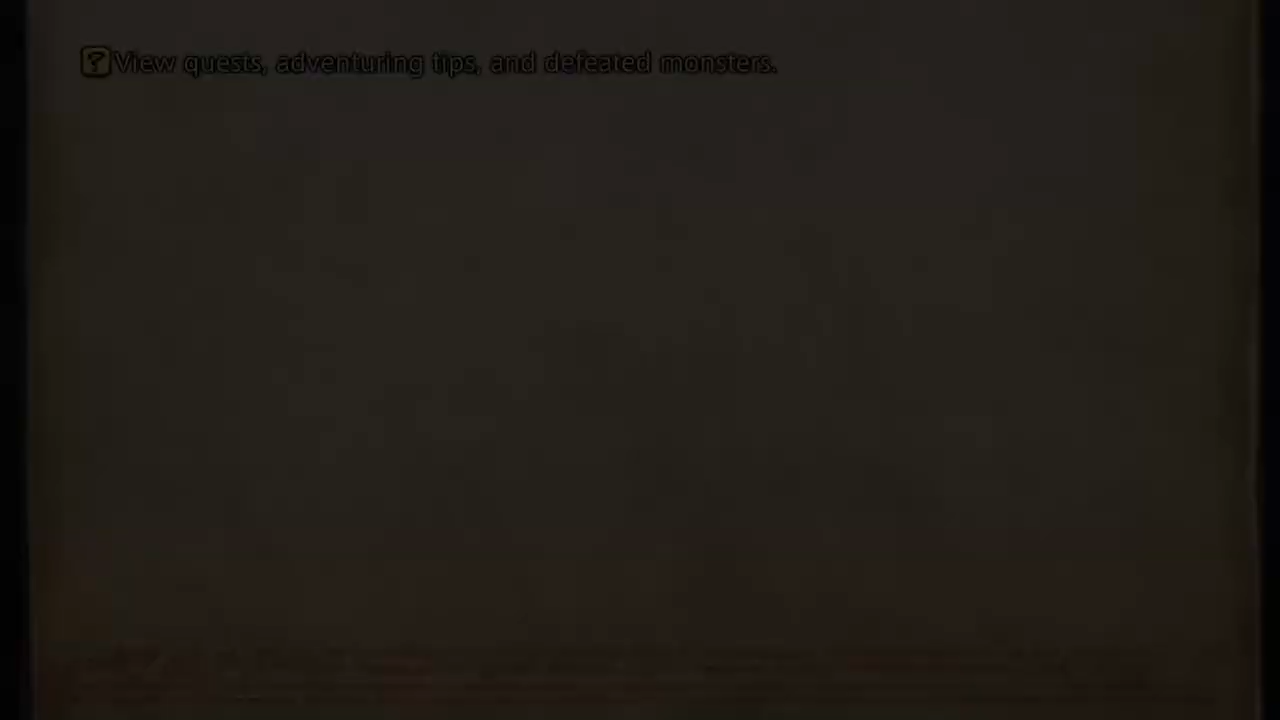 ? View quests, adventuring tips, and defeated monsters.